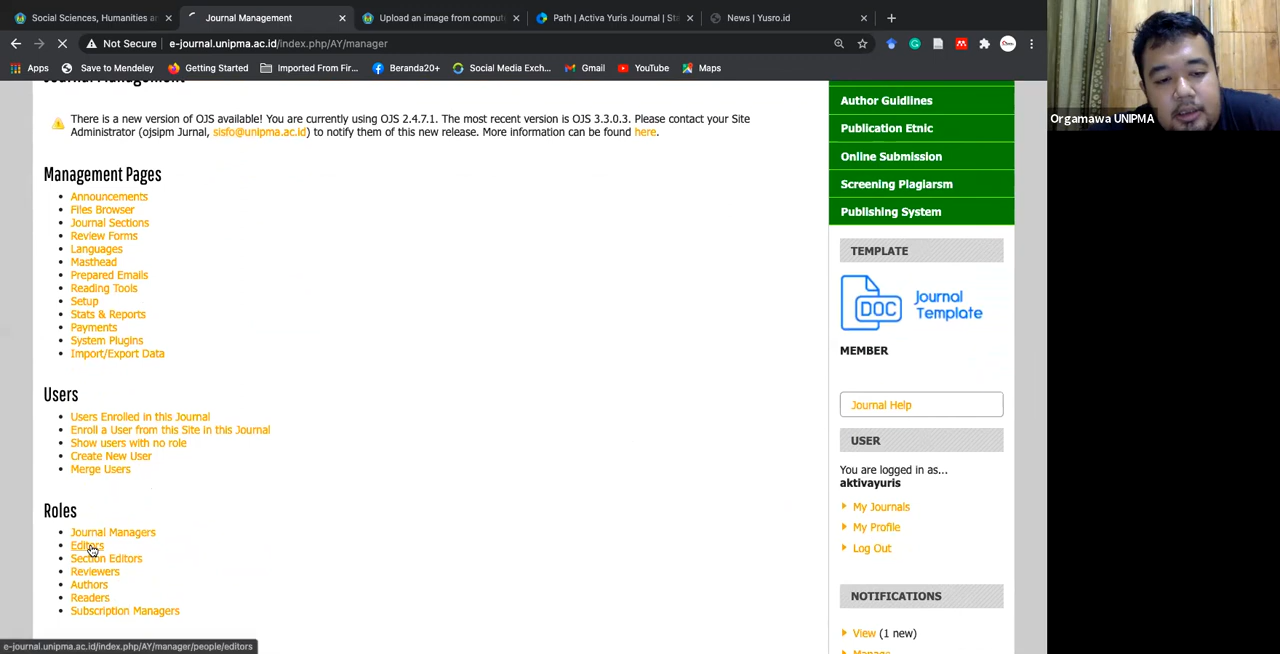 Social Sciences, Humanities a
Journal Management
Upload an image from comput
Path | Activa Yuris Journal | Sta
News | Yusro.id
Not Secure
e-journal.unipma.ac.id/index.php/AY/manager
Apps
Save to Mendeley
Getting Started
Imported From Fir...
Beranda20+
Social Media Exch...
Gmail
YouTube
Maps
Orgamawa UNIPMA
Journal Management
There is a new version of OJS available! You are currently using OJS 2.4.7.1. The most recent version is OJS 3.3.0.3. Please contact your Site
Administrator (ojsipm Jurnal, sisfo@unipma.ac.id) to notify them of this new release. More information can be found here.
Management Pages
Announcements
Files Browser
Journal Sections
Review Forms
Languages
Masthead
Prepared Emails
Reading Tools
Setup
Stats & Reports
Payments
System Plugins
Import/Export Data
Users
Users Enrolled in this Journal
Enroll a User from this Site in this Journal
Show users with no role
Create New User
Merge Users
Roles
Journal Managers
Editors
Section Editors
Reviewers
Authors
Readers
Subscription Managers
Author Guidlines
Publication Etnic
Online Submission
Screening Plagiarsm
Publishing System
TEMPLATE
DOC
Journal
Template
MEMBER
Journal Help
USER
You are logged in as...
aktivayuris
My Journals
My Profile
Log Out
NOTIFICATIONS
View (1 new)
Manage
e-journal.unipma.ac.id/index.php/AY/manager/people/editors